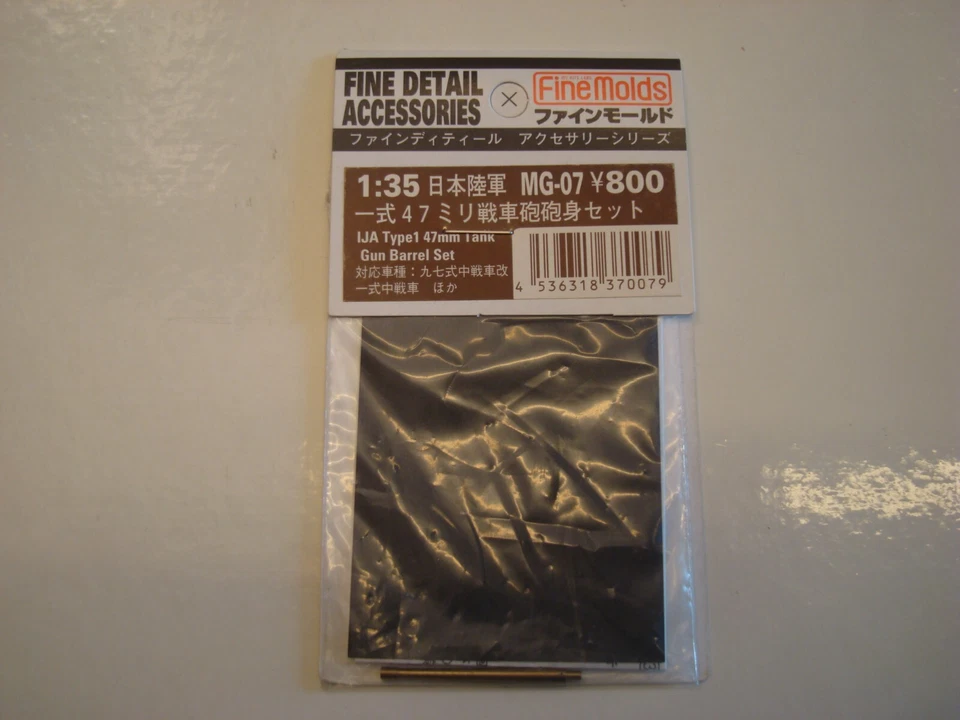 FINE DETAIL
ACCESSORIES
FineMolds
ファインモールド
ファインディティール アクセサリーシリーズ
1:35 日本陸軍 MG-07 ¥800
一式47ミリ戦車砲砲身セット
IJA Type1 47mm Tank
Gun Barrel Set
対応車種：九七式中戦車改
一式中戦車 ほか
4 536318 370079